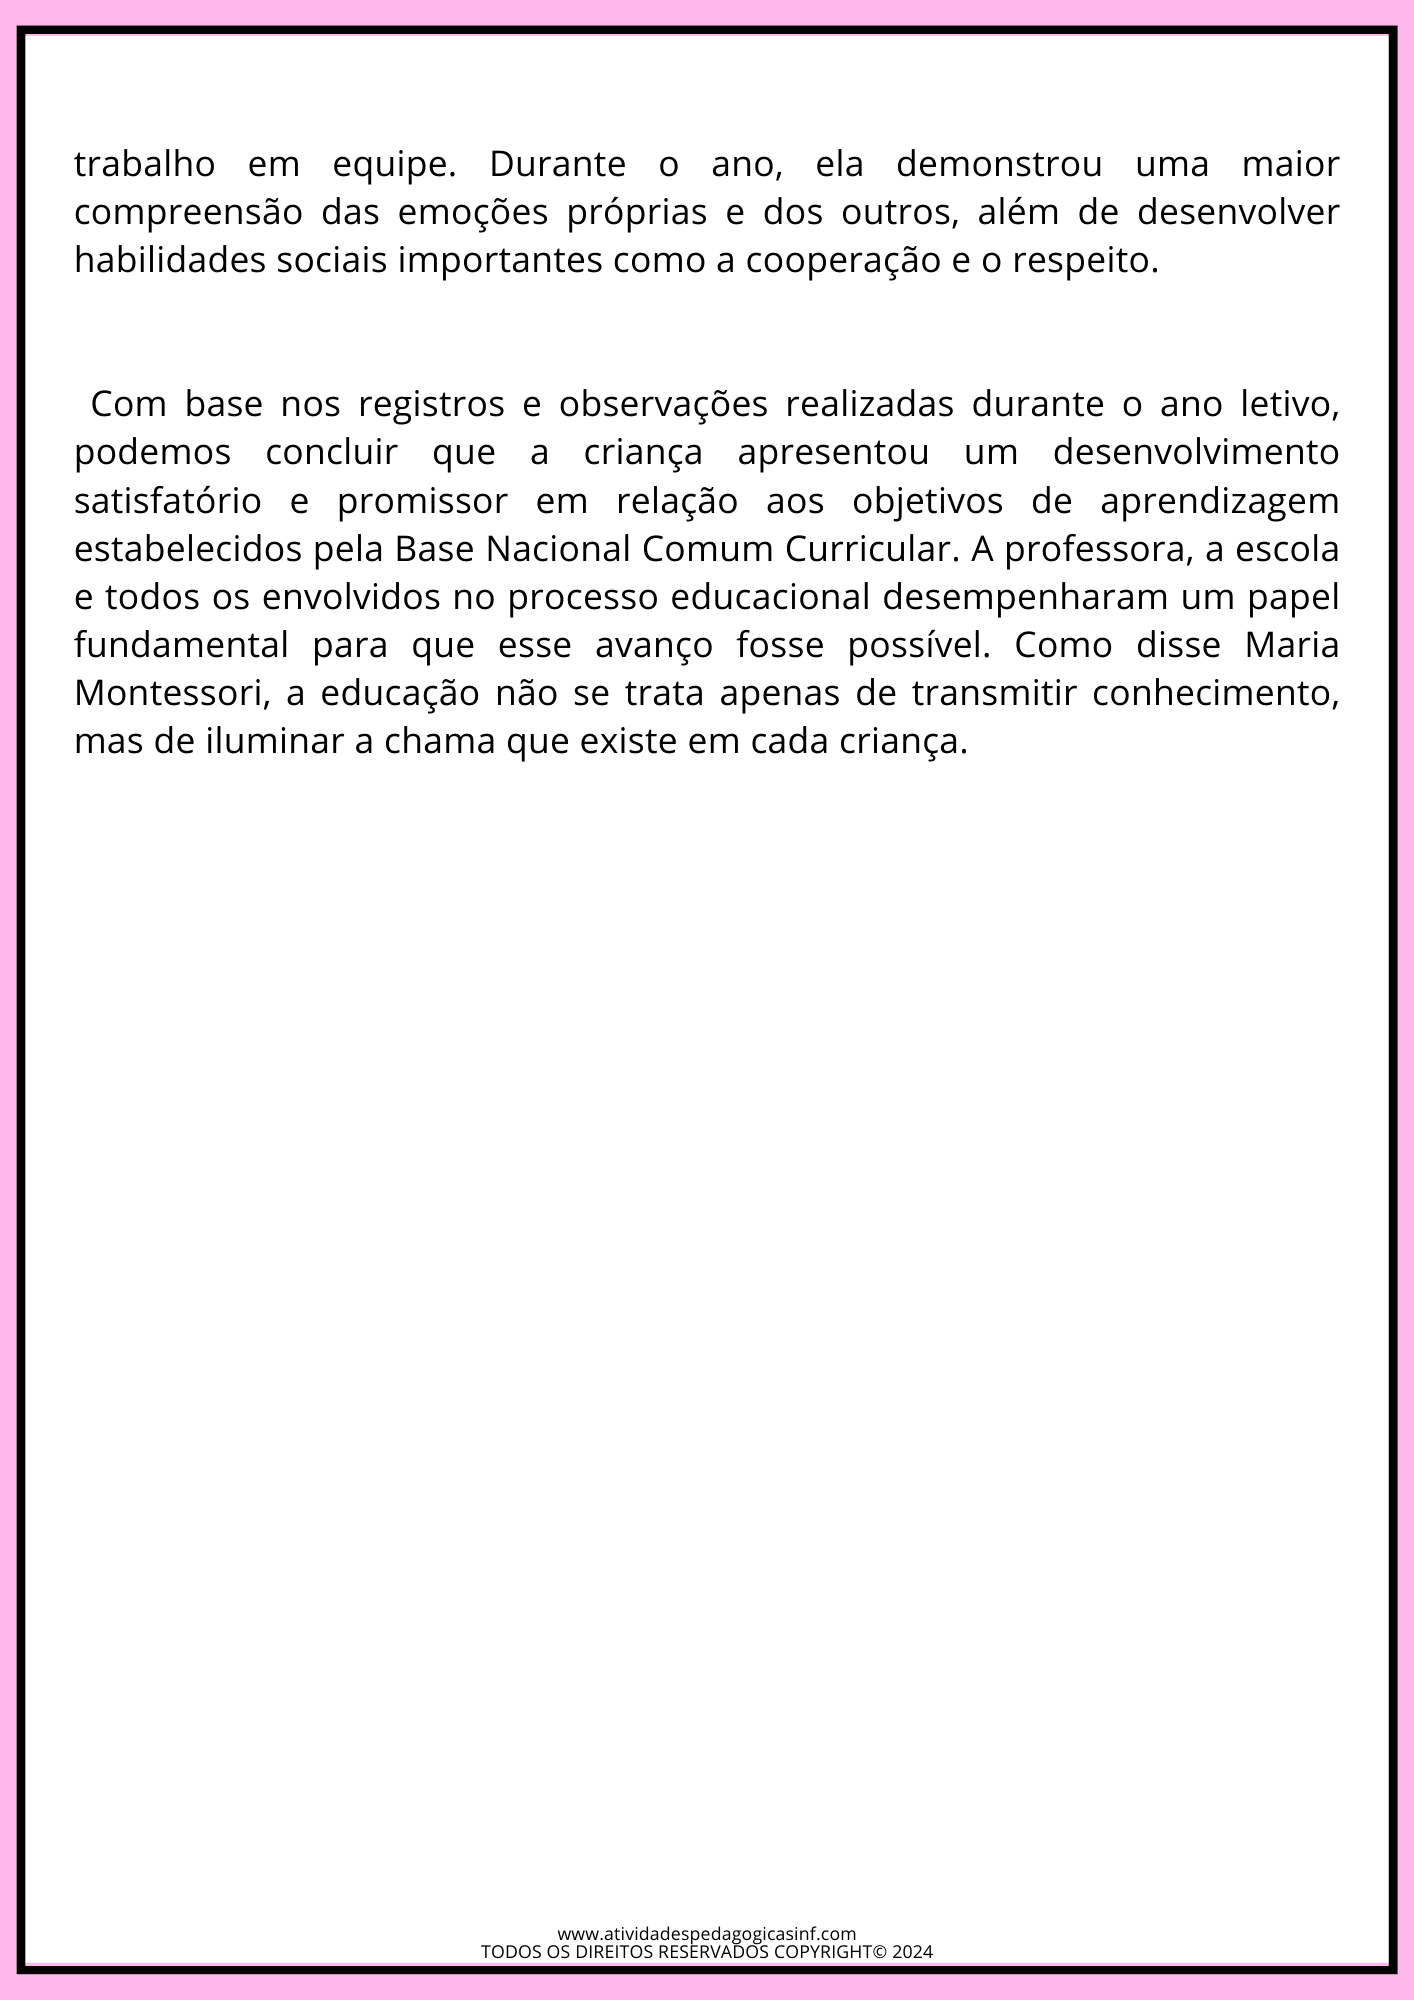 trabalho em equipe. Durante o ano, ela demonstrou uma maior
compreensão das emoções próprias e dos outros, além de desenvolver
habilidades sociais importantes como a cooperação e o respeito.
Com base nos registros e observações realizadas durante o ano letivo,
podemos concluir que a criança apresentou um desenvolvimento
satisfatório e promissor em relação aos objetivos de aprendizagem
estabelecidos pela Base Nacional Comum Curricular. A professora, a escola
e todos os envolvidos no processo educacional desempenharam um papel
fundamental para que esse avanço fosse possível. Como disse Maria
Montessori, a educação não se trata apenas de transmitir conhecimento,
mas de iluminar a chama que existe em cada criança.
www.atividadespedagogicasinf.com
TODOS OS DIREITOS RESERVADOS COPYRIGHT© 2024